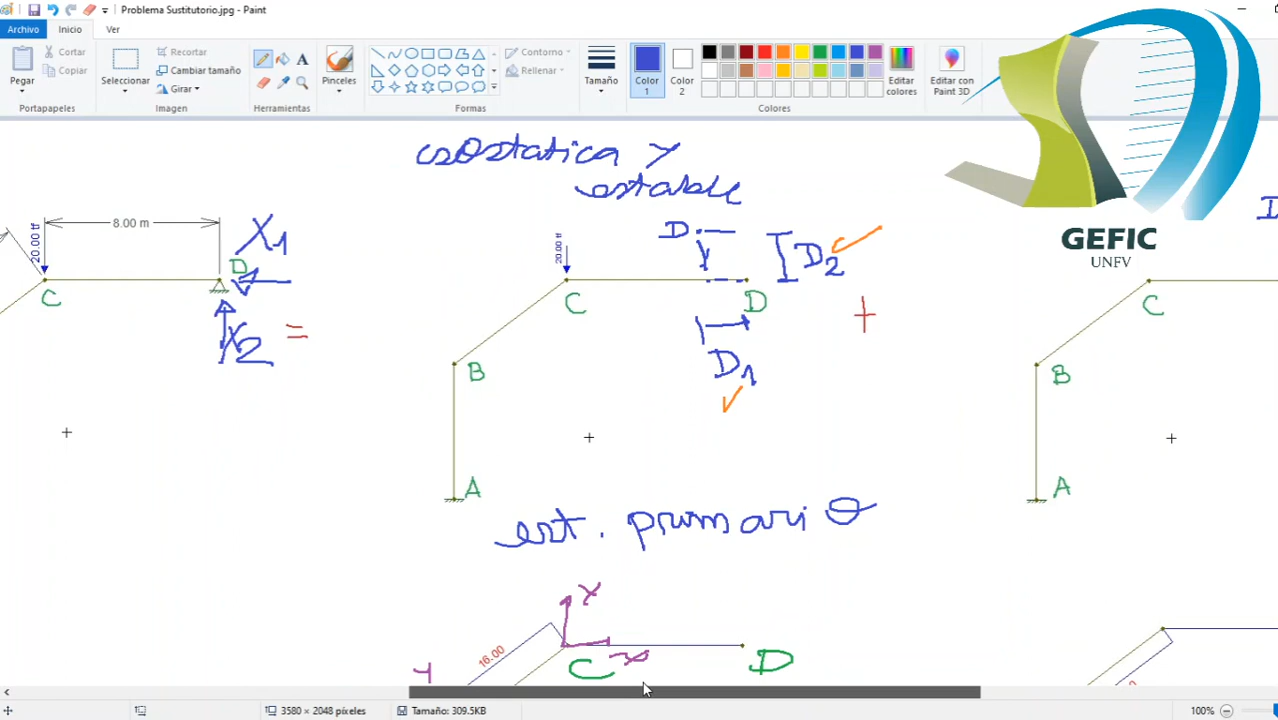 Problema Sustitutorio.jpg - Paint
Archivo
Inicio
Ver
Pegar
Cortar
Copiar
Portapapeles
Seleccionar
Recortar
Cambiar tamaño
Girar
Imagen
Herramientas
Pinceles
Formas
Contorno
Rellenar
Tamaño
Color 1
Color 2
Editar colores
Colores
Editar con Paint 3D
GEFIC
UNFV
isostatica y
estable
20.00 tf
8.00 m
X1
D
C
X2
=
20.00 tf
C
D
D2
D
D1
B
A
+
C
B
A
est. primario
Y
16.00
C
x
D
Y
3580 × 2048 píxeles
Tamaño: 309.5KB
100%